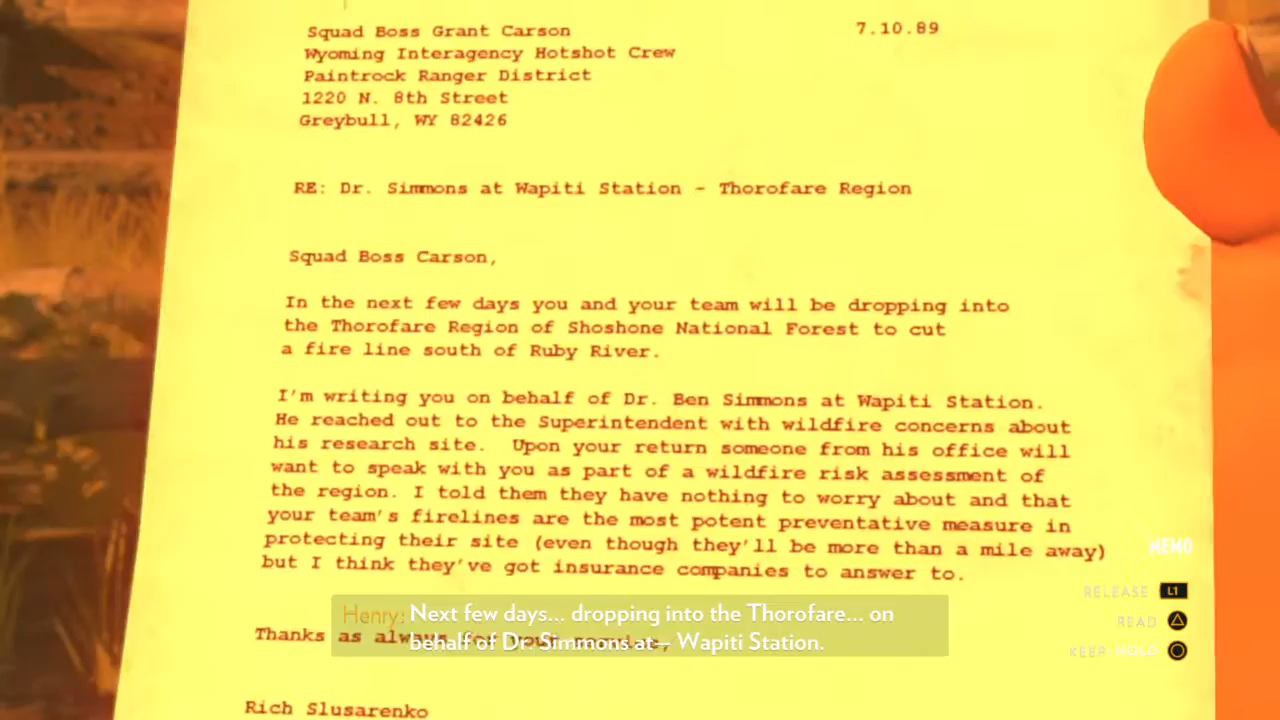 Squad Boss Grant Carson 7.10.89
Wyoming Interagency Hotshot Crew
Paintrock Ranger District
1220 N. 8th Street
Greybull, WY 82426
RE: Dr. Simmons at Wapiti Station - Thorofare Region
Squad Boss Carson,
In the next few days you and your team will be dropping into
the Thorofare Region of Shoshone National Forest to cut
a fire line south of Ruby River.
I'm writing you on behalf of Dr. Ben Simmons at Wapiti Station.
He reached out to the Superintendent with wildfire concerns about
his research site. Upon your return someone from his office will
want to speak with you as part of a wildfire risk assessment of
the region. I told them they have nothing to worry about and that
your team's firelines are the most potent preventative measure in
protecting their site (even though they'll be more than a mile away)
but I think they've got insurance companies to answer to.
MEMO
RELEASE L1
READ
KEEP HOLD
Henry: Next few days... dropping into the Thorofare... on
behalf of Dr. Simmons at— Wapiti Station.
Thanks as always
Rich Slusarenko